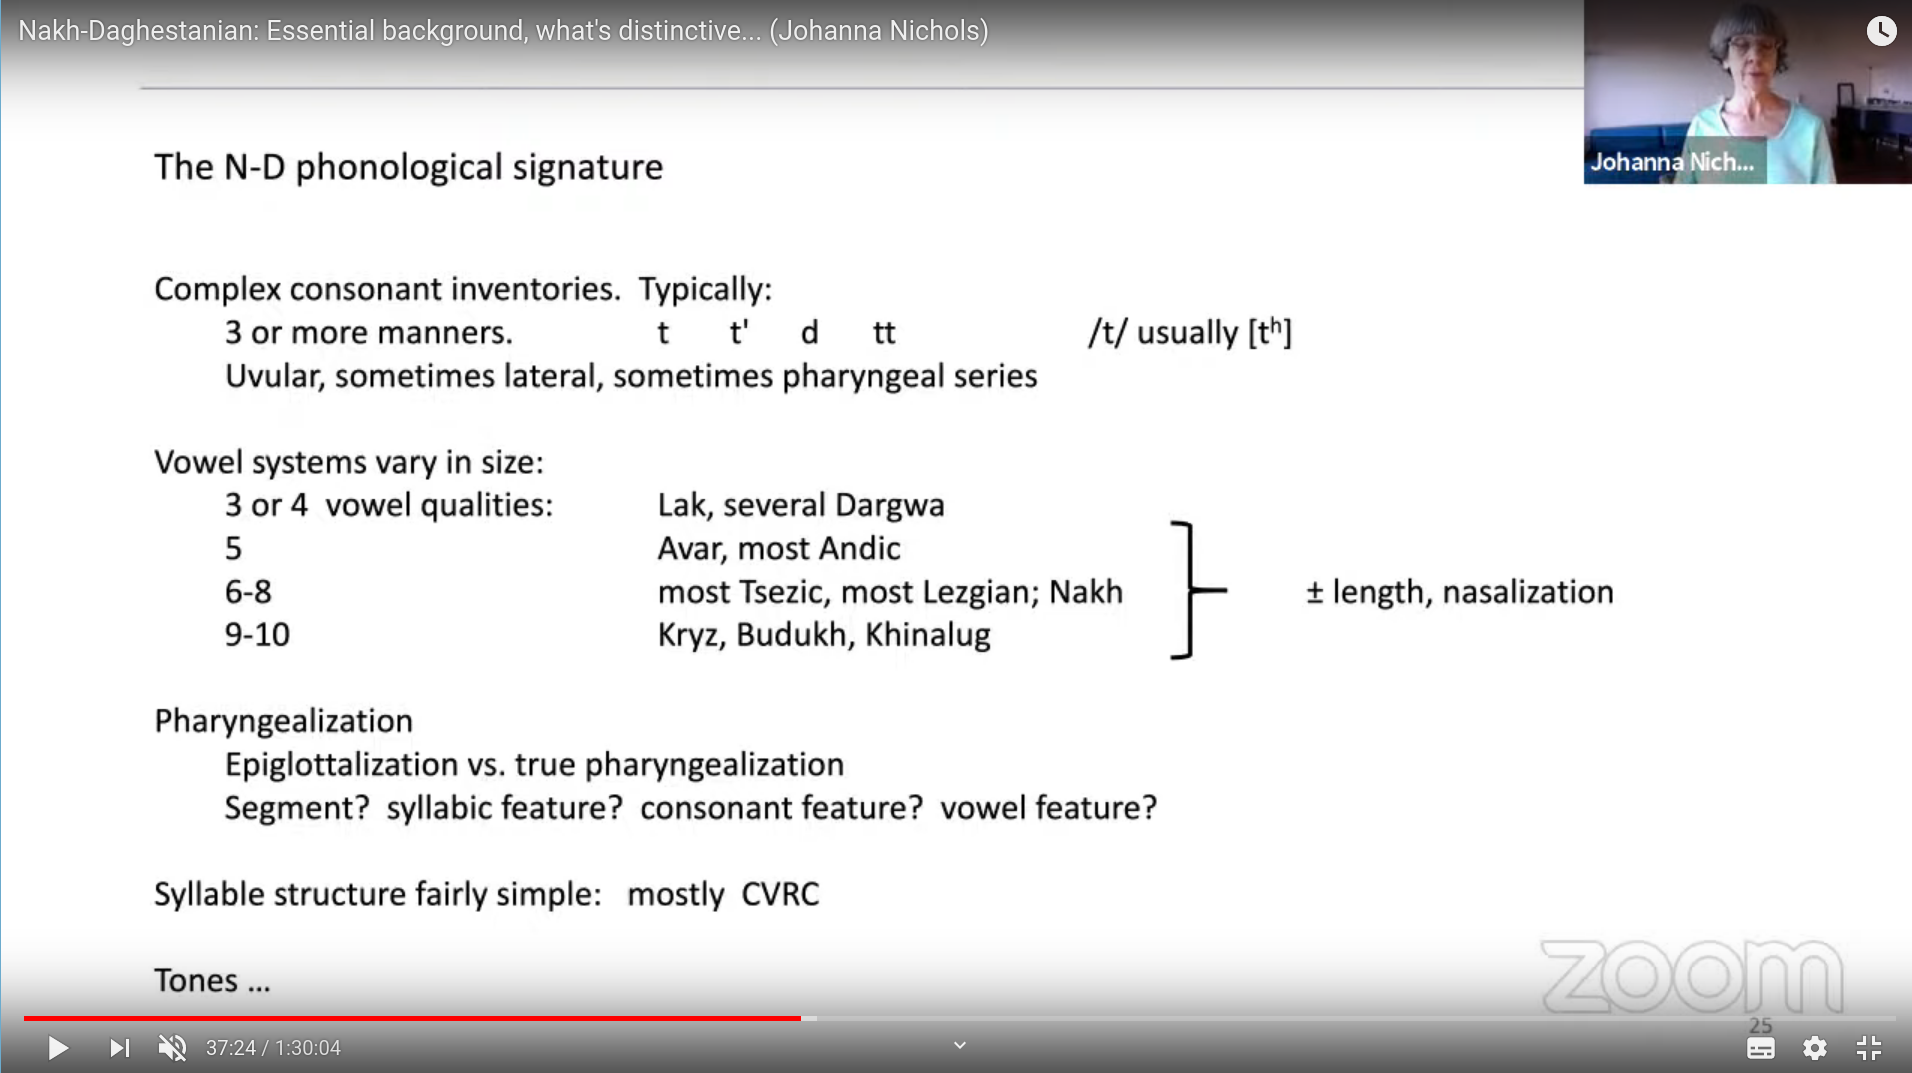 Nakh-Daghestanian: Essential background, what's distinctive... (Johanna Nichols)
Johanna Nich...
The N-D phonological signature
Complex consonant inventories. Typically:
3 or more manners. t t' d tt /t/ usually [tʰ]
Uvular, sometimes lateral, sometimes pharyngeal series
Vowel systems vary in size:
3 or 4 vowel qualities: Lak, several Dargwa
5 Avar, most Andic
6-8 most Tsezic, most Lezgian; Nakh ± length, nasalization
9-10 Kryz, Budukh, Khinalug
Pharyngealization
Epiglottalization vs. true pharyngealization
Segment? syllabic feature? consonant feature? vowel feature?
Syllable structure fairly simple: mostly CVRC
Tones ...
zoom
25
37:24 / 1:30:04